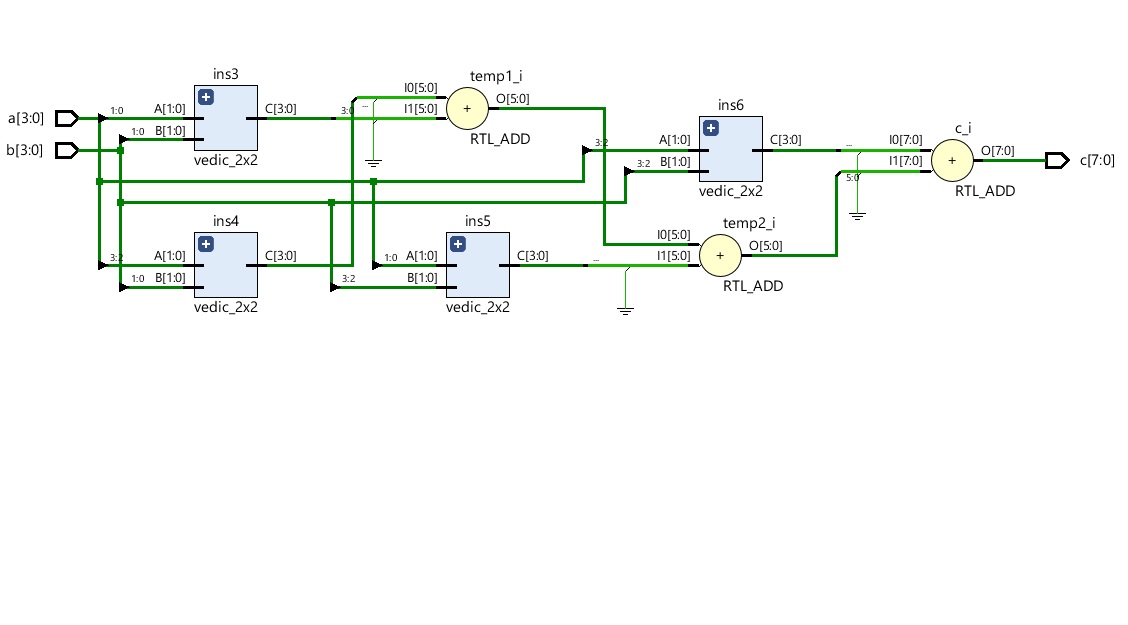 a[3:0]
b[3:0]
1:0
1:0
ins3
A[1:0]
B[1:0]
C[3:0]
vedic_2x2
3:0
...
temp1_i
I0[5:0]
I1[5:0]
O[5:0]
RTL_ADD
3:2
3:2
ins6
A[1:0]
B[1:0]
C[3:0]
vedic_2x2
...
5:0
c_i
I0[7:0]
I1[7:0]
O[7:0]
RTL_ADD
c[7:0]
3:2
1:0
ins4
A[1:0]
B[1:0]
C[3:0]
vedic_2x2
1:0
3:2
ins5
A[1:0]
B[1:0]
C[3:0]
vedic_2x2
...
temp2_i
I0[5:0]
I1[5:0]
O[5:0]
RTL_ADD